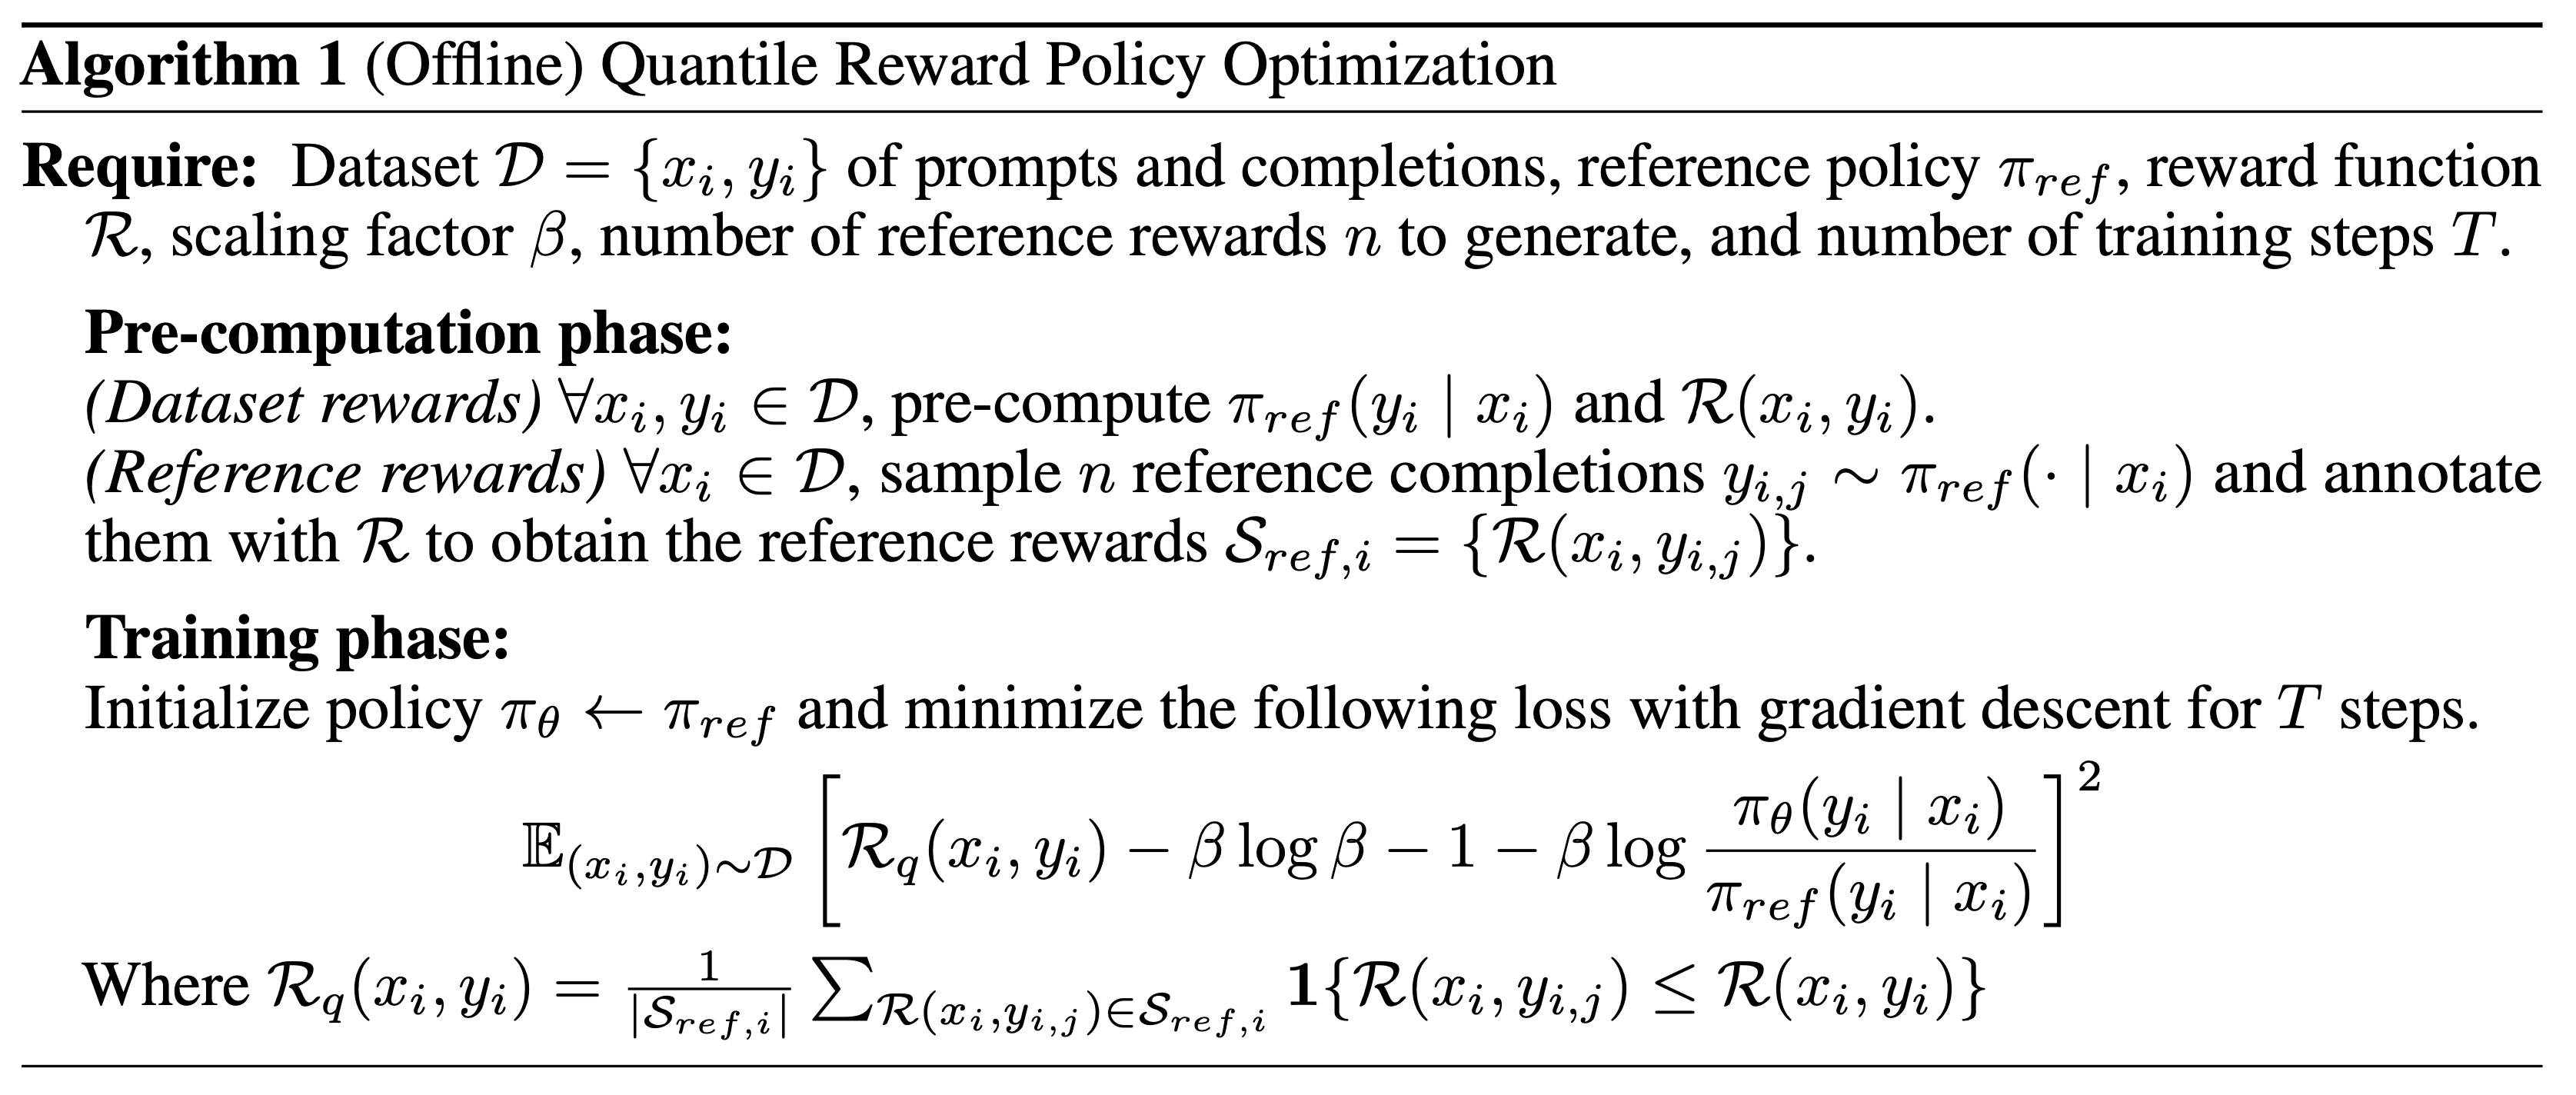 Algorithm 1 (Offline) Quantile Reward Policy Optimization
Require: Dataset $\mathcal{D} = \{x_i, y_i\}$ of prompts and completions, reference policy $\pi_{ref}$, reward function
$\mathcal{R}$, scaling factor $\beta$, number of reference rewards $n$ to generate, and number of training steps $T$.
Pre-computation phase:
(Dataset rewards) $\forall x_i, y_i \in \mathcal{D}$, pre-compute $\pi_{ref}(y_i \mid x_i)$ and $\mathcal{R}(x_i, y_i)$.
(Reference rewards) $\forall x_i \in \mathcal{D}$, sample $n$ reference completions $y_{i,j} \sim \pi_{ref}(\cdot \mid x_i)$ and annotate
them with $\mathcal{R}$ to obtain the reference rewards $\mathcal{S}_{ref,i} = \{\mathcal{R}(x_i, y_{i,j})\}$.
Training phase:
Initialize policy $\pi_\theta \leftarrow \pi_{ref}$ and minimize the following loss with gradient descent for $T$ steps.
$\mathbb{E}_{(x_i,y_i)\sim\mathcal{D}} \left[ \mathcal{R}_q(x_i, y_i) - \beta \log \beta - 1 - \beta \log \frac{\pi_\theta(y_i \mid x_i)}{\pi_{ref}(y_i \mid x_i)} \right]^2$
Where $\mathcal{R}_q(x_i, y_i) = \frac{1}{|\mathcal{S}_{ref,i}|} \sum_{\mathcal{R}(x_i,y_{i,j})\in\mathcal{S}_{ref,i}} \mathbf{1}\{\mathcal{R}(x_i, y_{i,j}) \leq \mathcal{R}(x_i, y_i)\}$